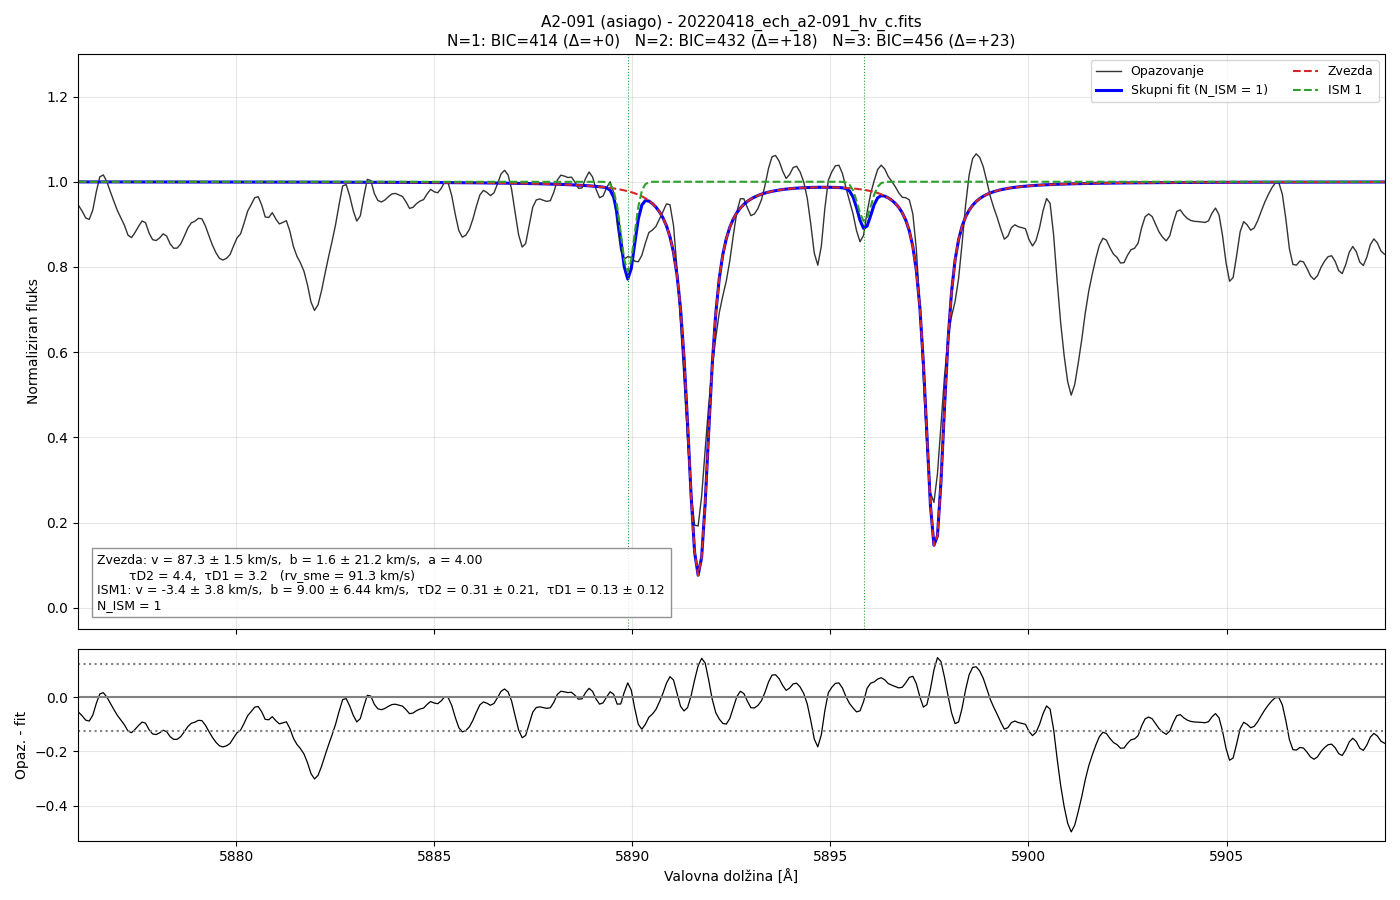 A2-091 (asiago) - 20220418_ech_a2-091_hv_c.fits
N=1: BIC=414 (Δ=+0)   N=2: BIC=432 (Δ=+18)   N=3: BIC=456 (Δ=+23)
Opazovanje
Skupni fit (N_ISM = 1)
Zvezda
ISM 1
Normaliziran fluks
1.2
1.0
0.8
0.6
0.4
0.2
0.0
Zvezda: v = 87.3 ± 1.5 km/s,  b = 1.6 ± 21.2 km/s,  a = 4.00
τD2 = 4.4,  τD1 = 3.2   (rv_sme = 91.3 km/s)
ISM1: v = -3.4 ± 3.8 km/s,  b = 9.00 ± 6.44 km/s,  τD2 = 0.31 ± 0.21,  τD1 = 0.13 ± 0.12
N_ISM = 1
Opaz. - fit
0.0
−0.2
−0.4
5880
5885
5890
5895
5900
5905
Valovna dolžina [Å]